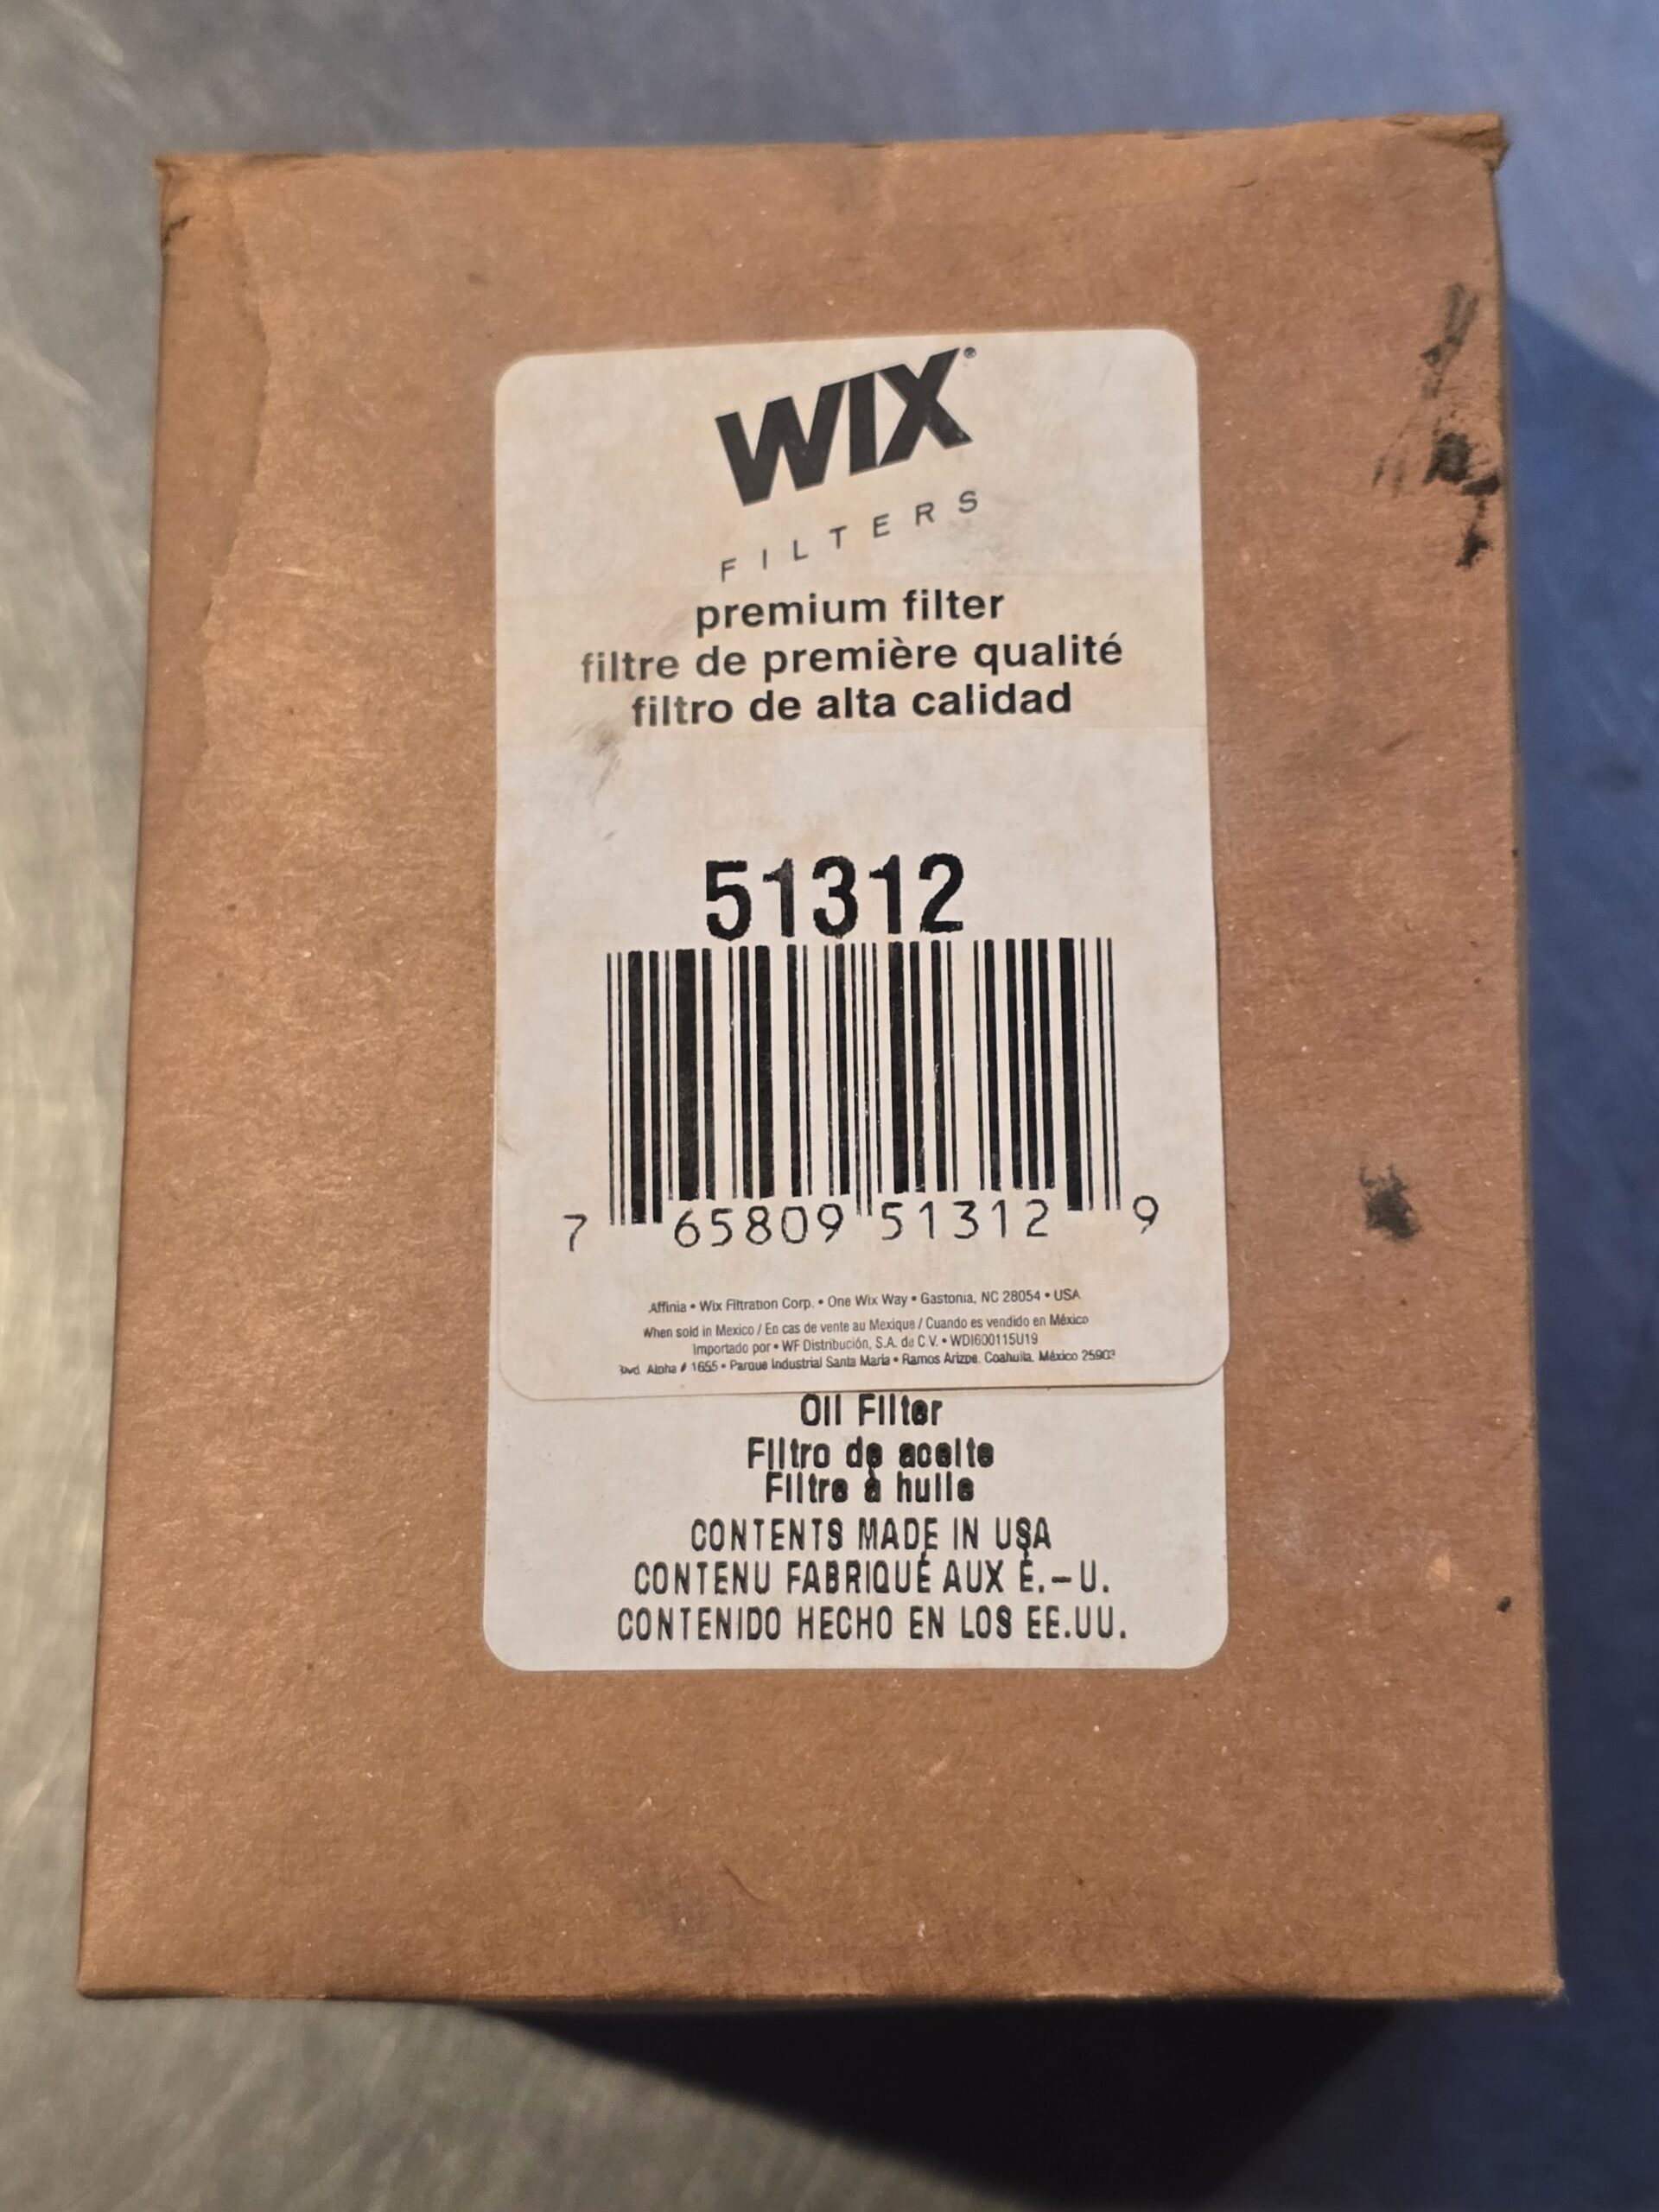 WIX®
FILTERS
premium filter
filtre de première qualité
filtro de alta calidad
51312
7 65809 51312 9
Affinia • Wix Filtration Corp. • One Wix Way • Gastonia, NC 28054 • USA
When sold in Mexico / En cas de vente au Mexique / Cuando es vendido en México
Importado por • WF Distribución, S.A. de C.V. • WDI600115U19
Blvd. Alpha # 1655 • Parque Industrial Santa María • Ramos Arizpe. Coahuila, México 25903
Oil Filter
Filtro de aceite
Filtre à huile
CONTENTS MADE IN USA
CONTENU FABRIQUÉ AUX É.-U.
CONTENIDO HECHO EN LOS EE.UU.